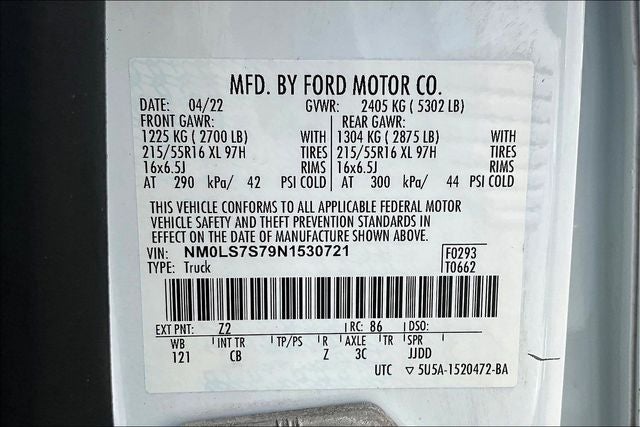 MFD. BY FORD MOTOR CO.
DATE: 04/22 GVWR: 2405 KG ( 5302 LB)
FRONT GAWR: REAR GAWR:
1225 KG ( 2700 LB) WITH 1304 KG ( 2875 LB) WITH
215/55R16 XL 97H TIRES 215/55R16 XL 97H TIRES
16x6.5J RIMS 16x6.5J RIMS
AT 290 kPa/ 42 PSI COLD AT 300 kPa/ 44 PSI COLD
THIS VEHICLE CONFORMS TO ALL APPLICABLE FEDERAL MOTOR
VEHICLE SAFETY AND THEFT PREVENTION STANDARDS IN
EFFECT ON THE DATE OF MANUFACTURE SHOWN ABOVE.
VIN: NM0LS7S79N1530721 F0293
TYPE: Truck T0662
EXT PNT: Z2 RC: 86 DSO:
WB INT TR TP/PS R AXLE TR SPR
121 CB Z 3C JJDD
UTC ▽ 5U5A-1520472-BA